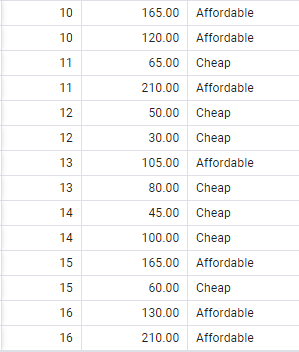 10 165.00 Affordable
10 120.00 Affordable
11 65.00 Cheap
11 210.00 Affordable
12 50.00 Cheap
12 30.00 Cheap
13 105.00 Affordable
13 80.00 Cheap
14 45.00 Cheap
14 100.00 Cheap
15 165.00 Affordable
15 60.00 Cheap
16 130.00 Affordable
16 210.00 Affordable